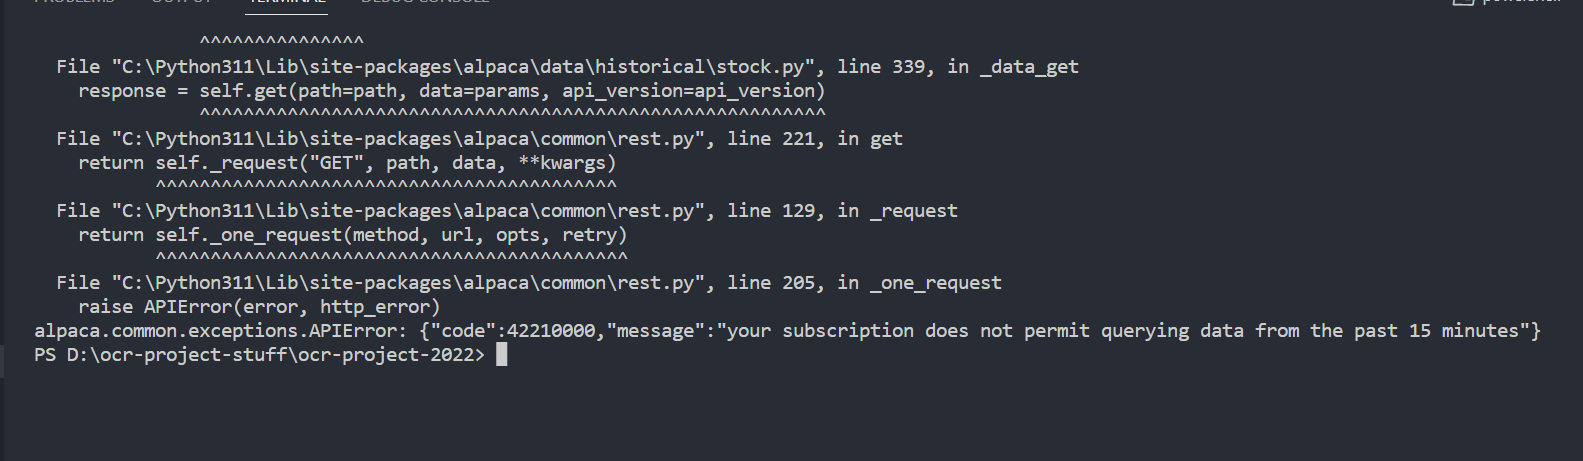 PROBLEMS OUTPUT TERMINAL DEBUG CONSOLE powershell
^^^^^^^^^^^^^^^
File "C:\Python311\Lib\site-packages\alpaca\data\historical\stock.py", line 339, in _data_get
response = self.get(path=path, data=params, api_version=api_version)
^^^^^^^^^^^^^^^^^^^^^^^^^^^^^^^^^^^^^^^^^^^^^^^^^^^^^^^^^
File "C:\Python311\Lib\site-packages\alpaca\common\rest.py", line 221, in get
return self._request("GET", path, data, **kwargs)
^^^^^^^^^^^^^^^^^^^^^^^^^^^^^^^^^^^^^^^^^^
File "C:\Python311\Lib\site-packages\alpaca\common\rest.py", line 129, in _request
return self._one_request(method, url, opts, retry)
^^^^^^^^^^^^^^^^^^^^^^^^^^^^^^^^^^^^^^^^^^^
File "C:\Python311\Lib\site-packages\alpaca\common\rest.py", line 205, in _one_request
raise APIError(error, http_error)
alpaca.common.exceptions.APIError: {"code":42210000,"message":"your subscription does not permit querying data from the past 15 minutes"}
PS D:\ocr-project-stuff\ocr-project-2022>